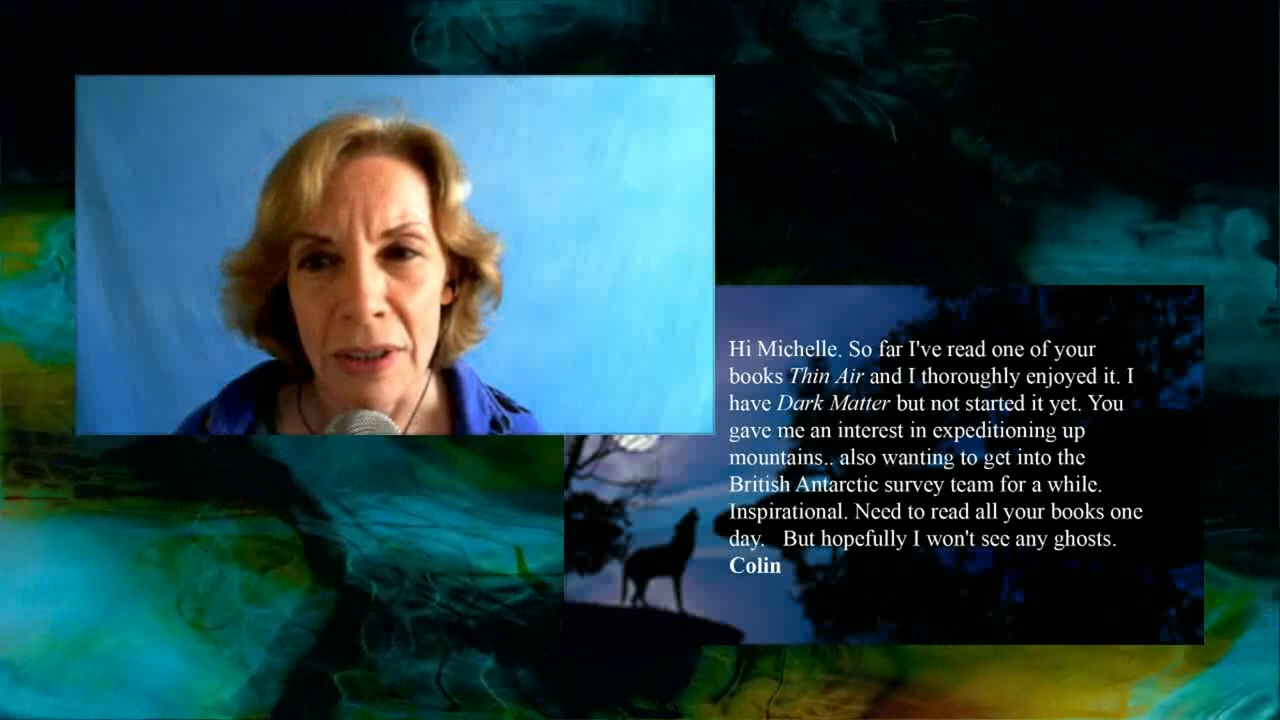 Hi Michelle. So far I've read one of your
books Thin Air and I thoroughly enjoyed it. I
have Dark Matter but not started it yet. You
gave me an interest in expeditioning up
mountains.. also wanting to get into the
British Antarctic survey team for a while.
Inspirational. Need to read all your books one
day.   But hopefully I won't see any ghosts.
Colin